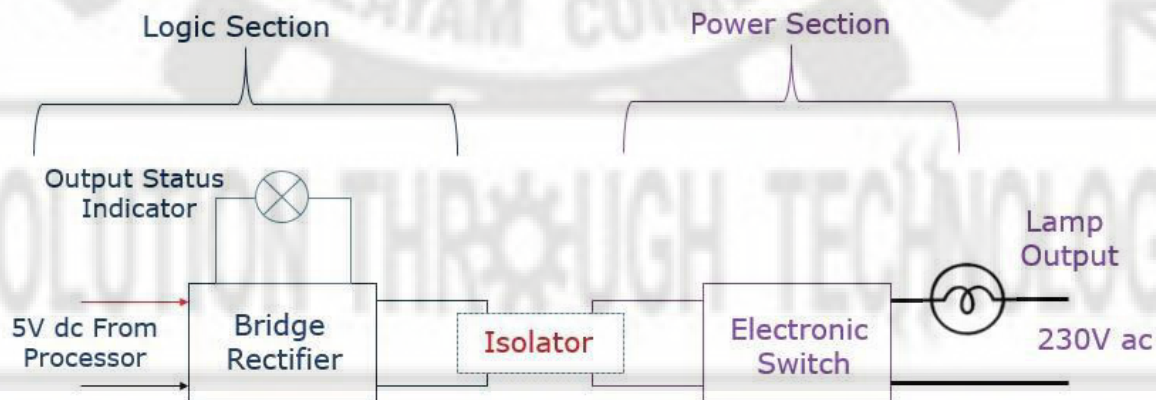 Logic Section
Power Section
Output Status
Indicator
Lamp
Output
5V dc From
Processor
Bridge
Rectifier
Isolator
Electronic
Switch
230V ac